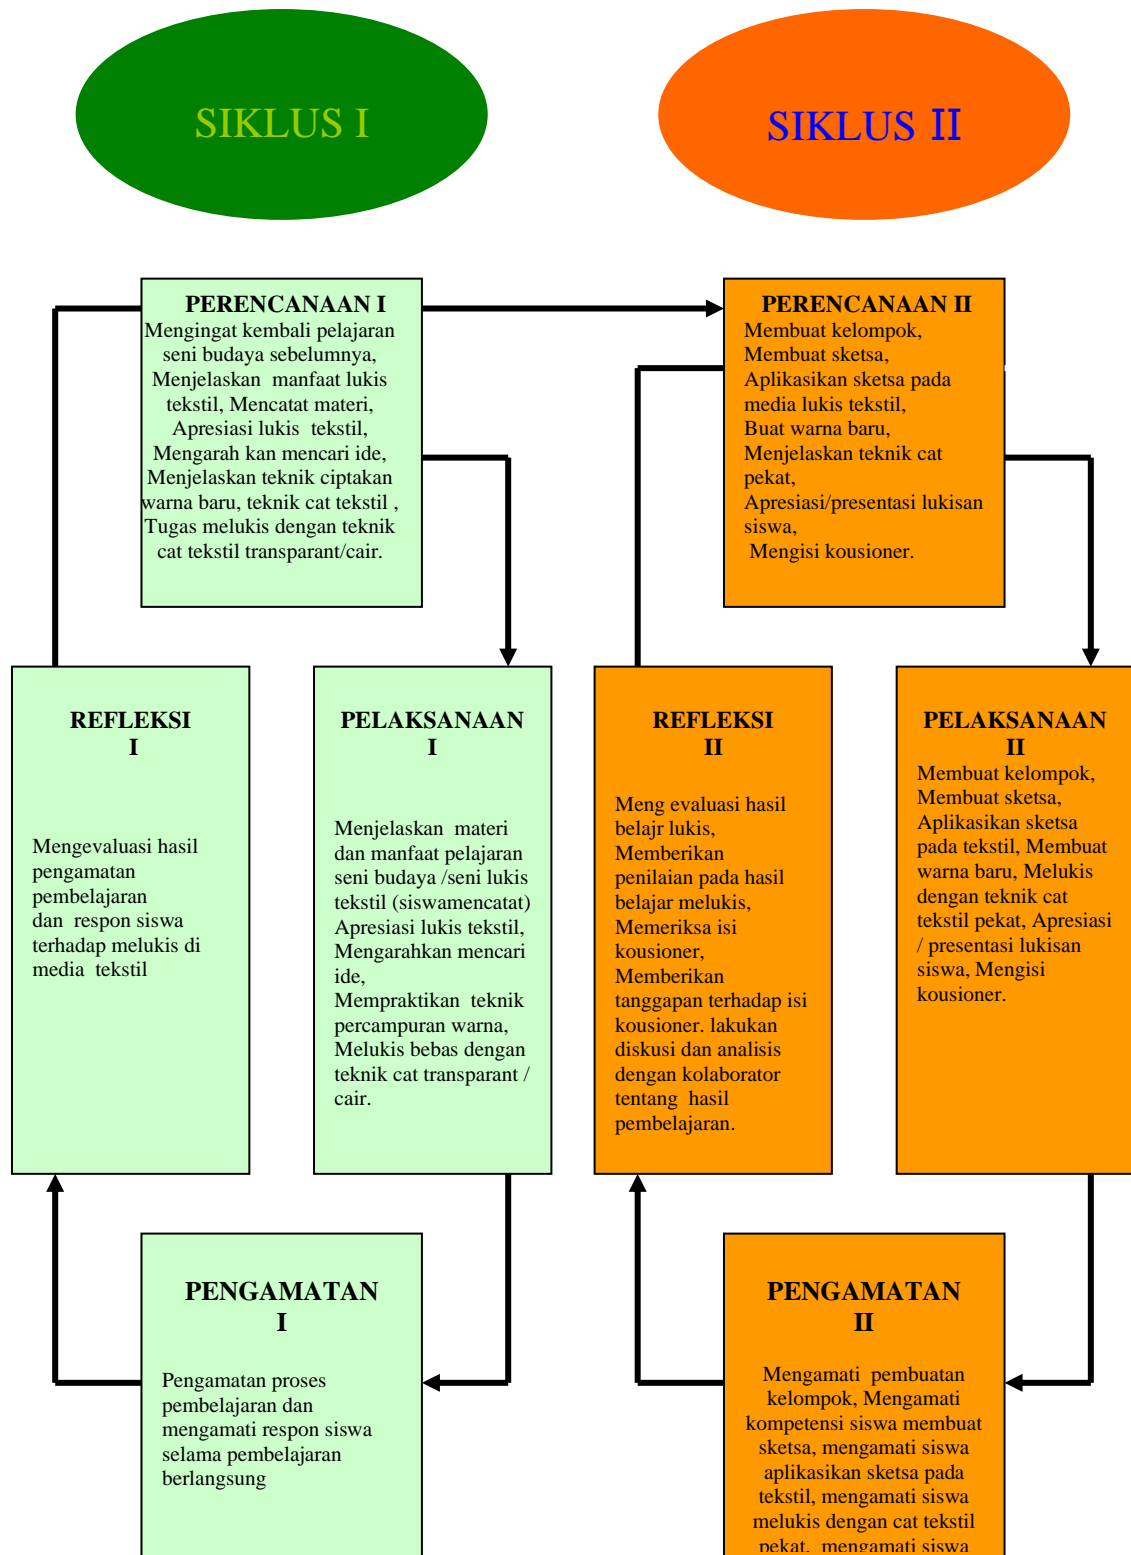 SIKLUS I
SIKLUS II
PERENCANAAN I
Mengingat kembali pelajaran
seni budaya sebelumnya,
Menjelaskan manfaat lukis
tekstil, Mencatat materi,
Apresiasi lukis tekstil,
Mengarah kan mencari ide,
Menjelaskan teknik ciptakan
warna baru, teknik cat tekstil ,
Tugas melukis dengan teknik
cat tekstil transparant/cair.
PERENCANAAN II
Membuat kelompok,
Membuat sketsa,
Aplikasikan sketsa pada
media lukis tekstil,
Buat warna baru,
Menjelaskan teknik cat
pekat,
Apresiasi/presentasi lukisan
siswa,
Mengisi kousioner.
REFLEKSI
I
Mengevaluasi hasil
pengamatan
pembelajaran
dan respon siswa
terhadap melukis di
media tekstil
PELAKSANAAN
I
Menjelaskan materi
dan manfaat pelajaran
seni budaya /seni lukis
tekstil (siswamencatat)
Apresiasi lukis tekstil,
Mengarahkan mencari
ide,
Mempraktikan teknik
percampuran warna,
Melukis bebas dengan
teknik cat transparant /
cair.
REFLEKSI
II
Meng evaluasi hasil
belajr lukis,
Memberikan
penilaian pada hasil
belajar melukis,
Memeriksa isi
kousioner,
Memberikan
tanggapan terhadap isi
kousioner. lakukan
diskusi dan analisis
dengan kolaborator
tentang hasil
pembelajaran.
PELAKSANAAN
II
Membuat kelompok,
Membuat sketsa,
Aplikasikan sketsa
pada tekstil, Membuat
warna baru, Melukis
dengan teknik cat
tekstil pekat, Apresiasi
/ presentasi lukisan
siswa, Mengisi
kousioner.
PENGAMATAN
I
Pengamatan proses
pembelajaran dan
mengamati respon siswa
selama pembelajaran
berlangsung
PENGAMATAN
II
Mengamati pembuatan
kelompok, Mengamati
kompetensi siswa membuat
sketsa, mengamati siswa
aplikasikan sketsa pada
tekstil, mengamati siswa
melukis dengan cat tekstil
pekat, mengamati siswa